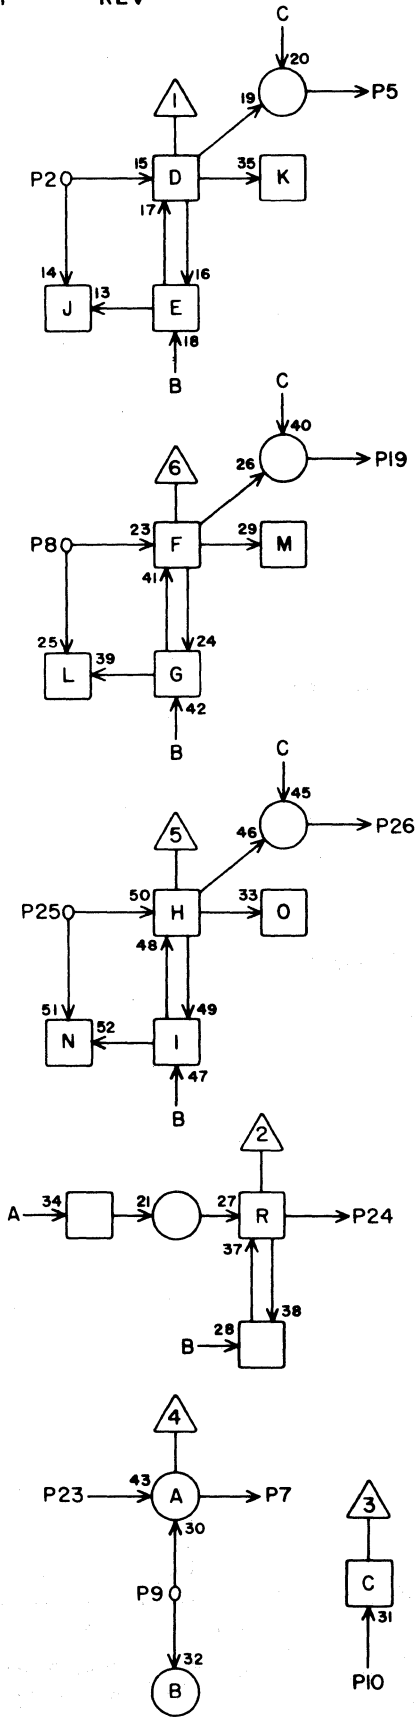 REV
C
20
1
19
P5
P2
15
D
35
K
17
14
16
J
13
E
18
B
C
6
40
26
P19
P8
23
F
29
M
41
25
39
24
L
G
42
B
C
5
45
46
P26
P25
50
H
33
O
48
51
52
49
N
I
47
B
2
A
34
21
27
R
P24
37
38
B
28
4
P23
43
A
P7
3
30
P9
C
31
32
B
P10